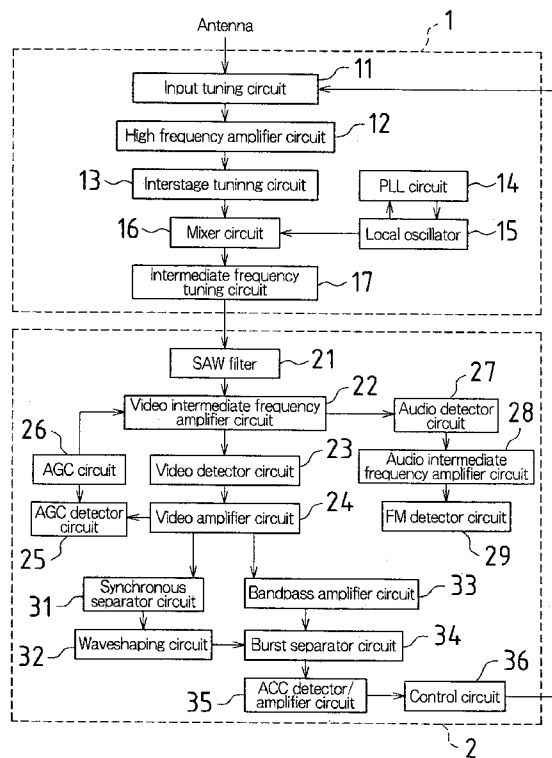 Antenna
1
Input tuning circuit
11
High frequency amplifier circuit
12
13
Interstage tuninng circuit
PLL circuit
14
16
Mixer circuit
Local oscillator
15
Intermediate frequency
tuning circuit
17
SAW filter
21
27
Video intermediate frequency
amplifier circuit
22
Audio detector
circuit
28
26
AGC circuit
Video detector circuit
23
Audio intermediate
frequency amplifier circuit
AGC detector
circuit
25
Video amplifier circuit
24
FM detector circuit
29
Synchronous
separator circuit
31
Bandpass amplifier circuit
33
Waveshaping circuit
32
Burst separator circuit
34
ACC detector/
amplifier circuit
35
Control circuit
36
2